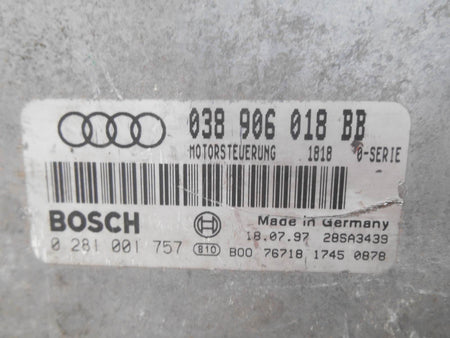 038 906 018 BB
MOTORSTEUERUNG 1818 0-SERIE
BOSCH
Made in Germany
0 281 001 757
18.07.97 28SA3439
B10
B00 76718 1745 0878